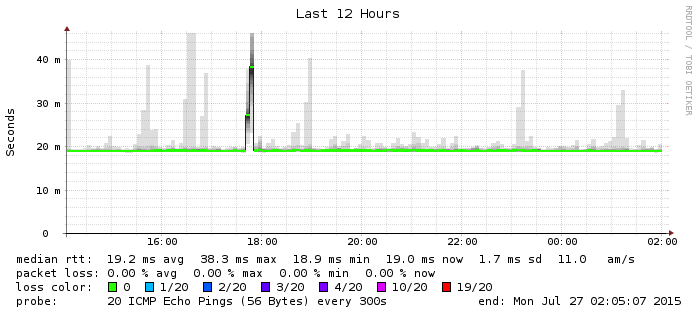 Last 12 Hours
RRDTOOL / TOBI OETIKER
Seconds
40 m
30 m
20 m
10 m
0
16:00 18:00 20:00 22:00 00:00 02:00
median rtt: 19.2 ms avg 38.3 ms max 18.9 ms min 19.0 ms now 1.7 ms sd 11.0 am/s
packet loss: 0.00 % avg 0.00 % max 0.00 % min 0.00 % now
loss color: 0 1/20 2/20 3/20 4/20 10/20 19/20
probe: 20 ICMP Echo Pings (56 Bytes) every 300s end: Mon Jul 27 02:05:07 2015